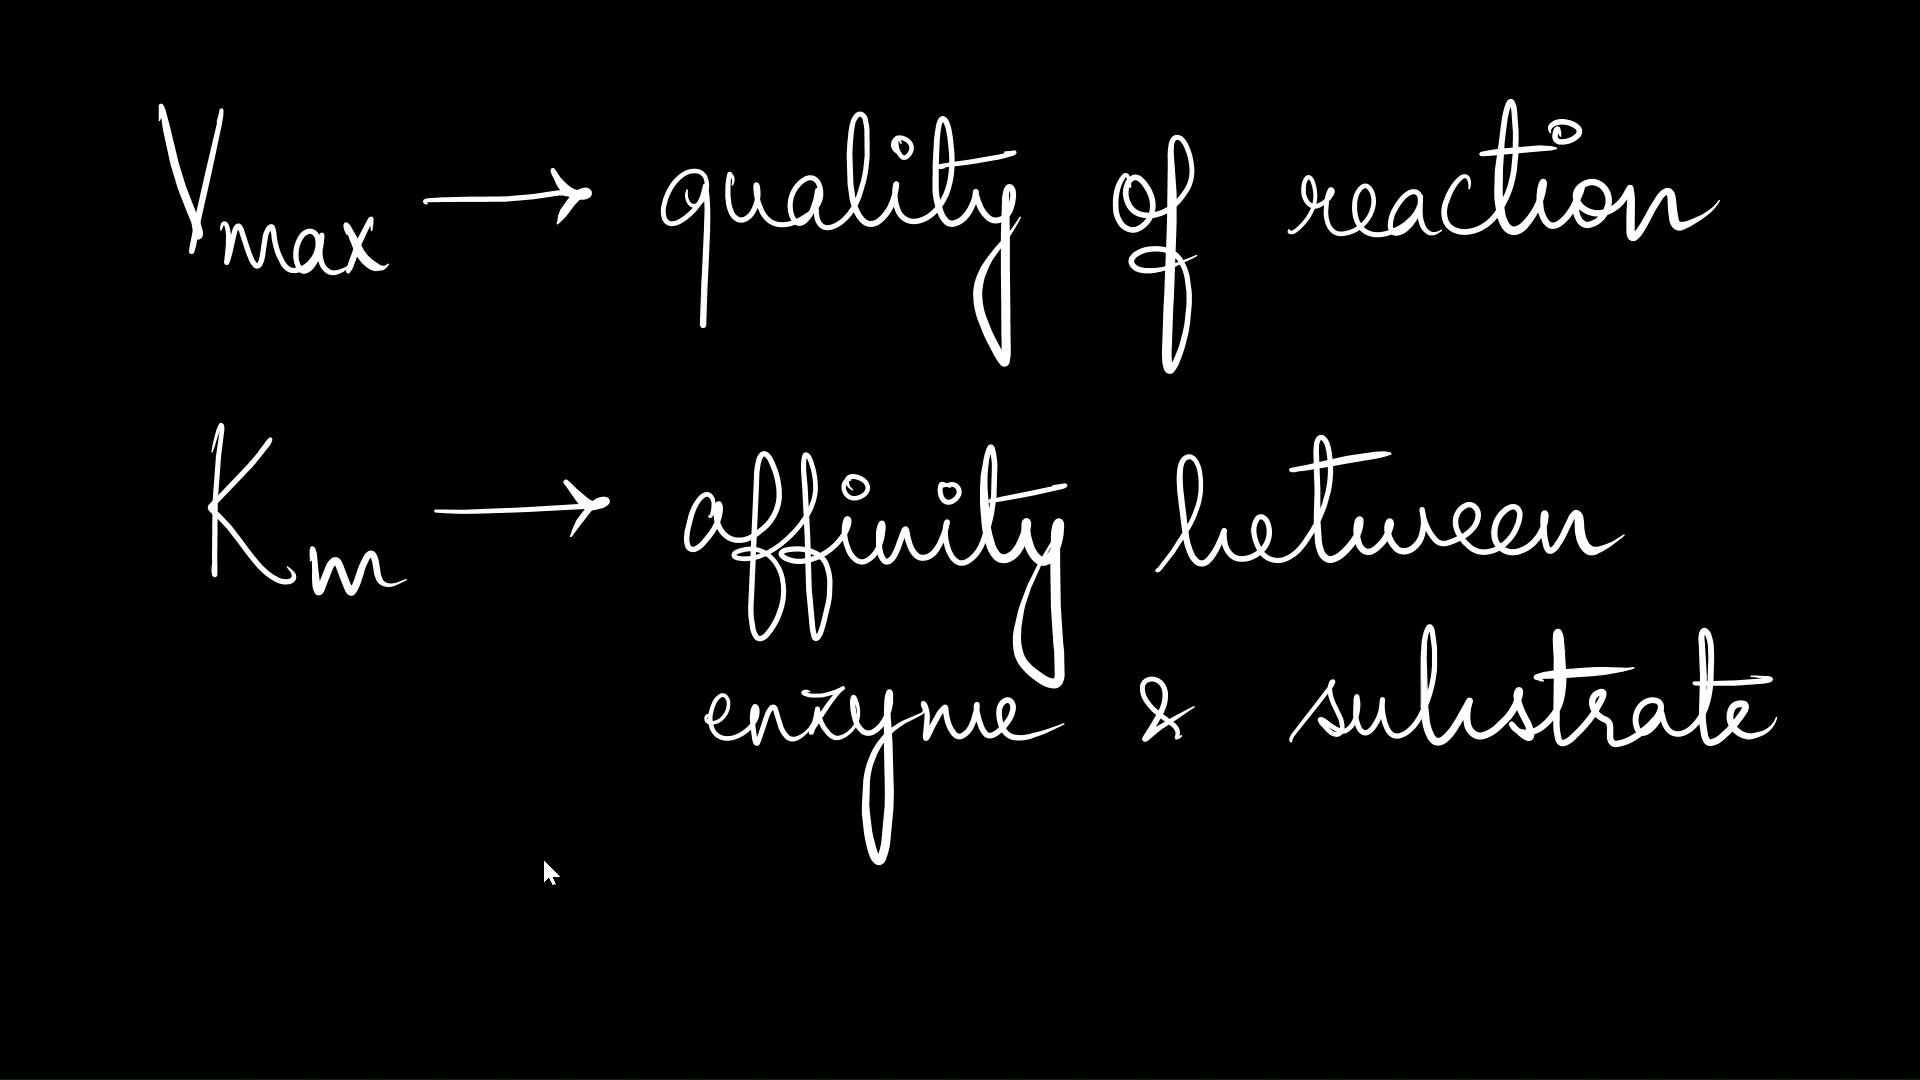 Vmax → quality of reaction
Km → affinity between
enzyme & substrate